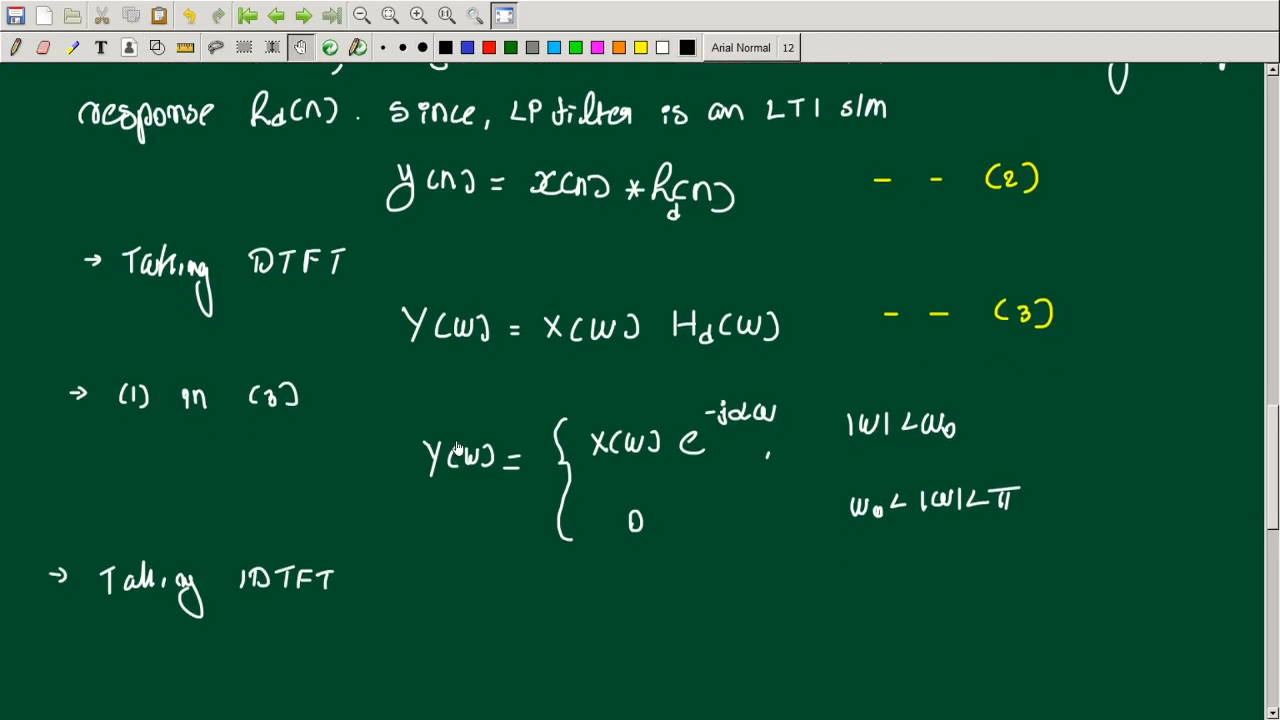 Arial Normal 12
response hd(n). since, LP filter is an LTI s/m
y(n) = x(n) * hd(n) - - (2)
→ Taking DTFT
Y(ω) = X(ω) Hd(ω) - - (3)
→ (1) in (3)
Y(ω) = { X(ω) e^-jαω, |ω| < ω0
0 ω0 < |ω| < π
→ Taking IDTFT